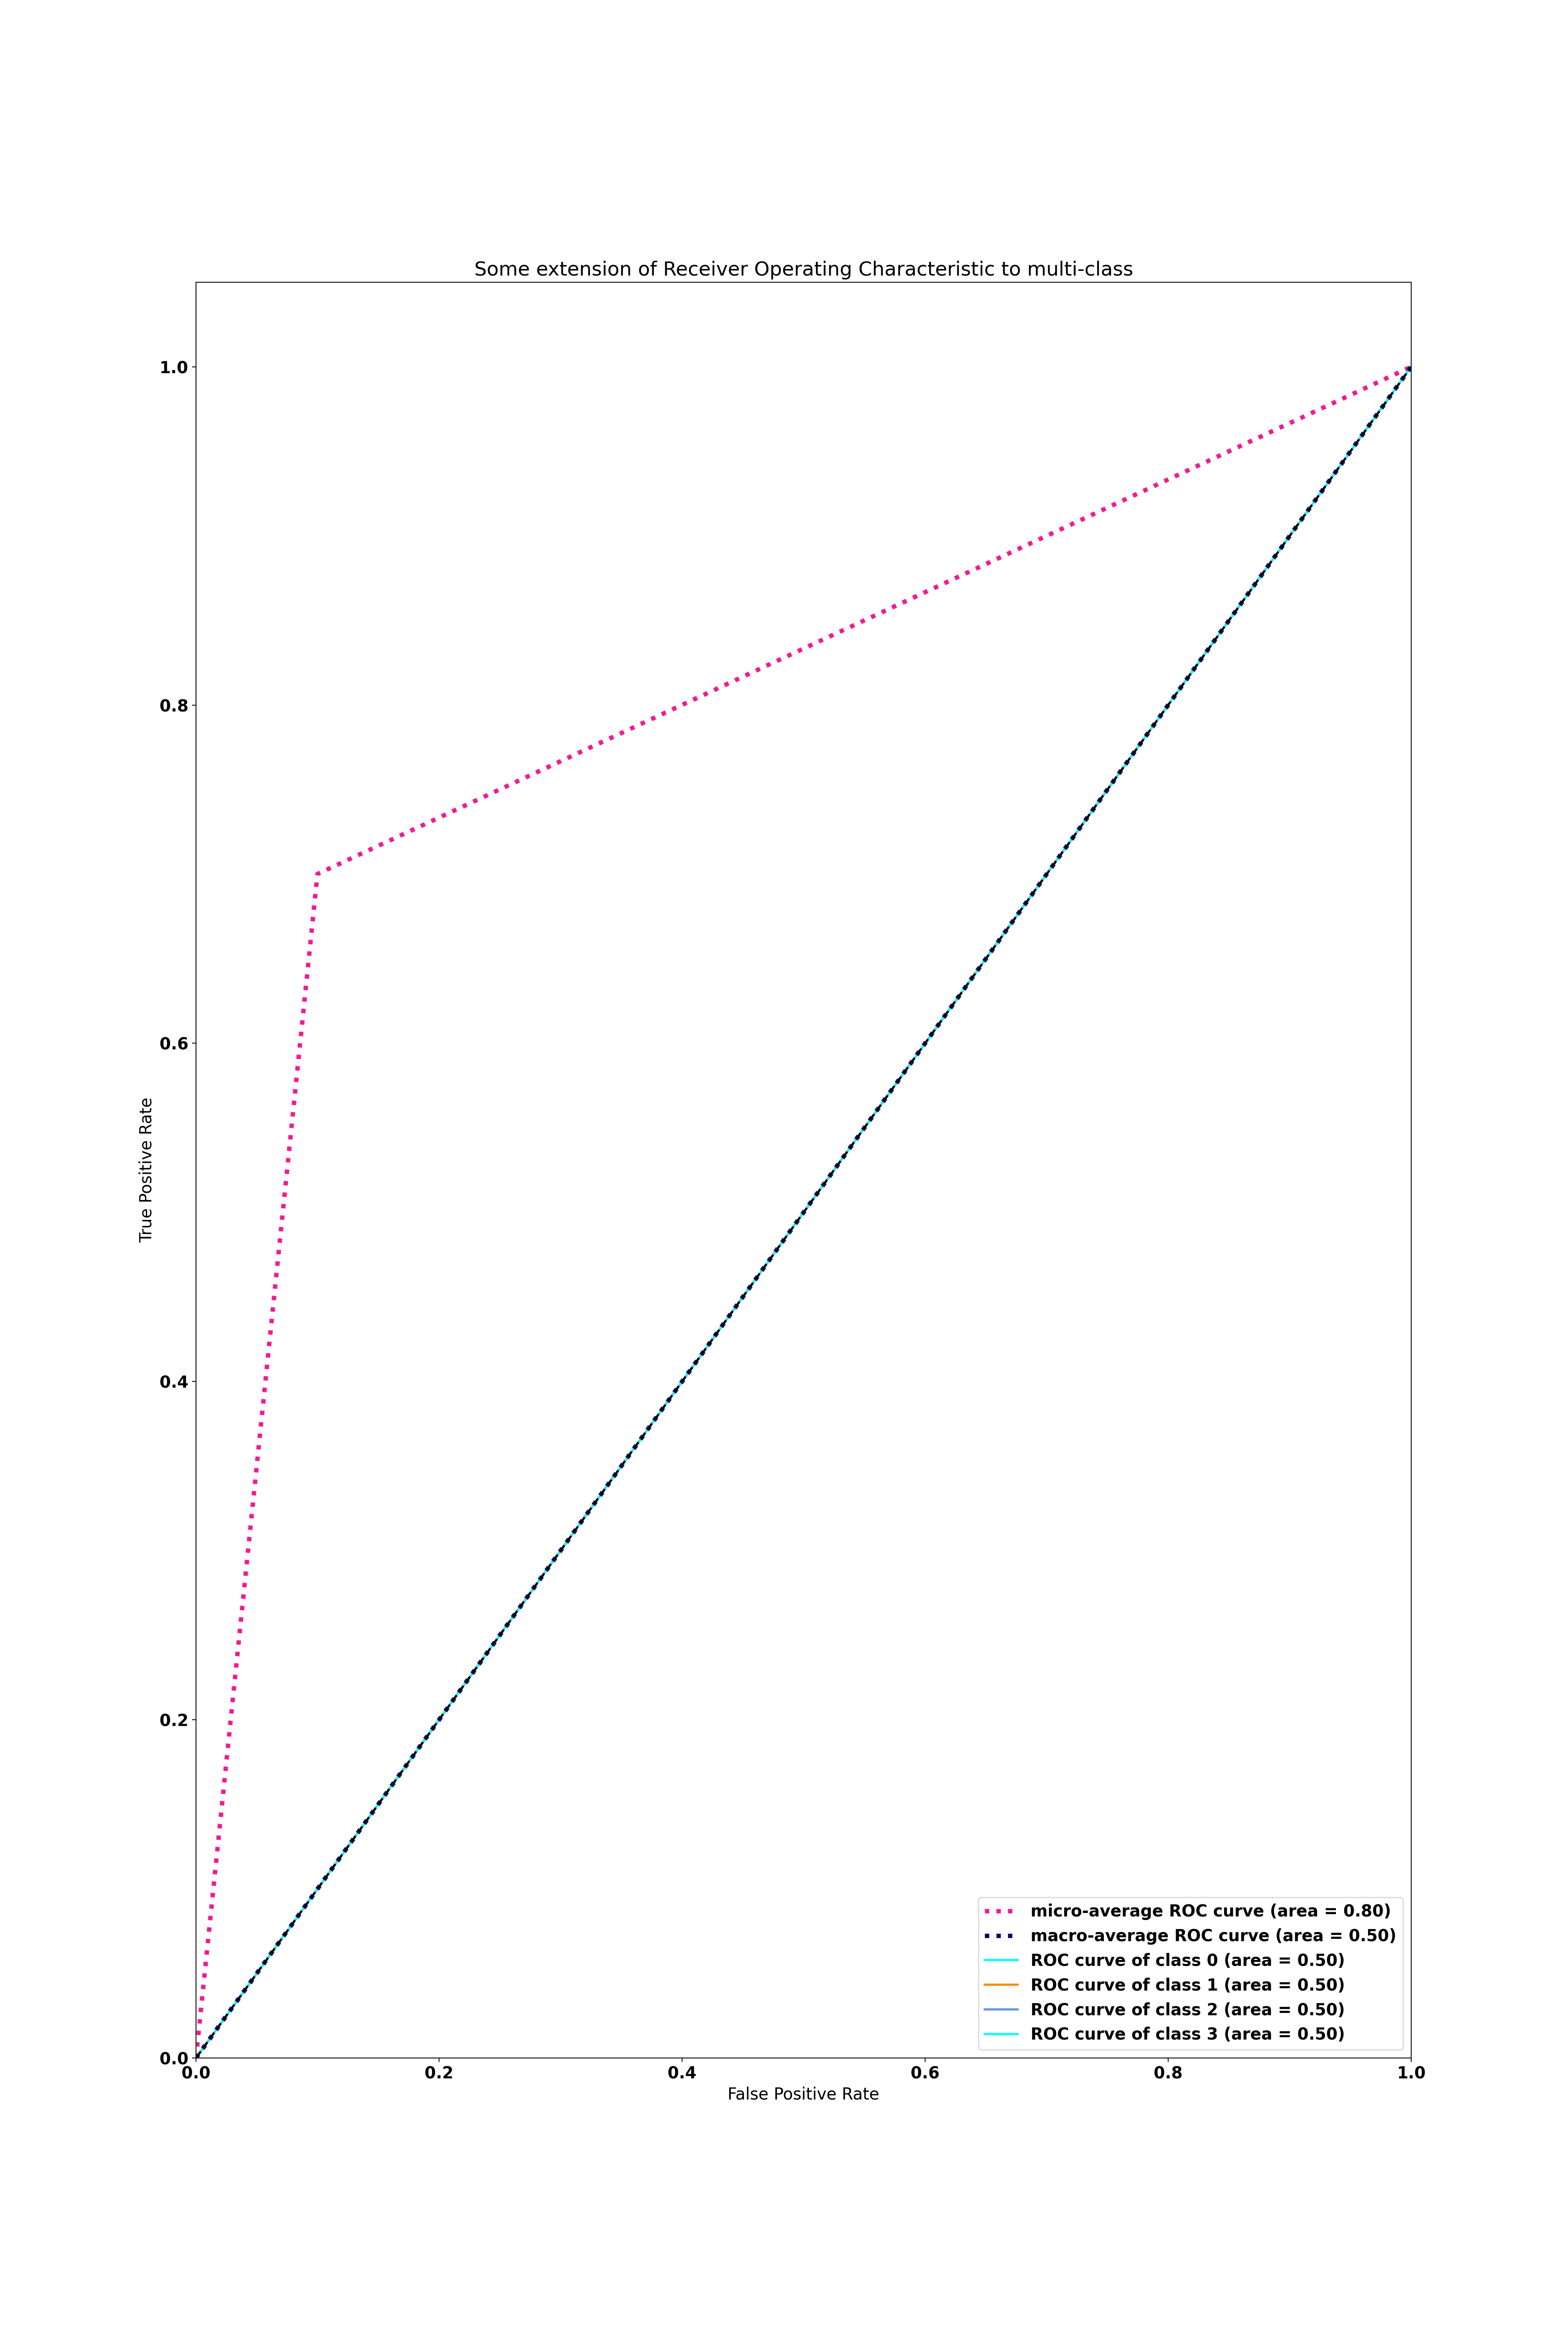 Some extension of Receiver Operating Characteristic to multi-class
1.0
0.8
0.6
0.4
0.2
0.0
True Positive Rate
micro-average ROC curve (area = 0.80)
macro-average ROC curve (area = 0.50)
ROC curve of class 0 (area = 0.50)
ROC curve of class 1 (area = 0.50)
ROC curve of class 2 (area = 0.50)
ROC curve of class 3 (area = 0.50)
0.0 0.2 0.4 0.6 0.8 1.0
False Positive Rate